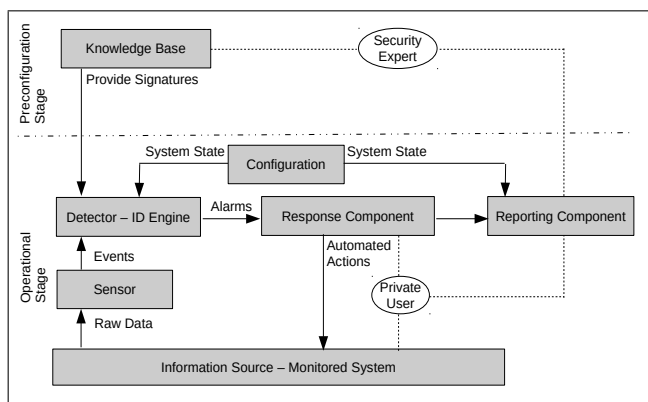 Preconfiguration
Stage
Knowledge Base
Security
Expert
Provide Signatures
System State
Configuration
System State
Detector – ID Engine
Alarms
Response Component
Reporting Component
Operational
Stage
Events
Automated
Actions
Sensor
Private
User
Raw Data
Information Source – Monitored System